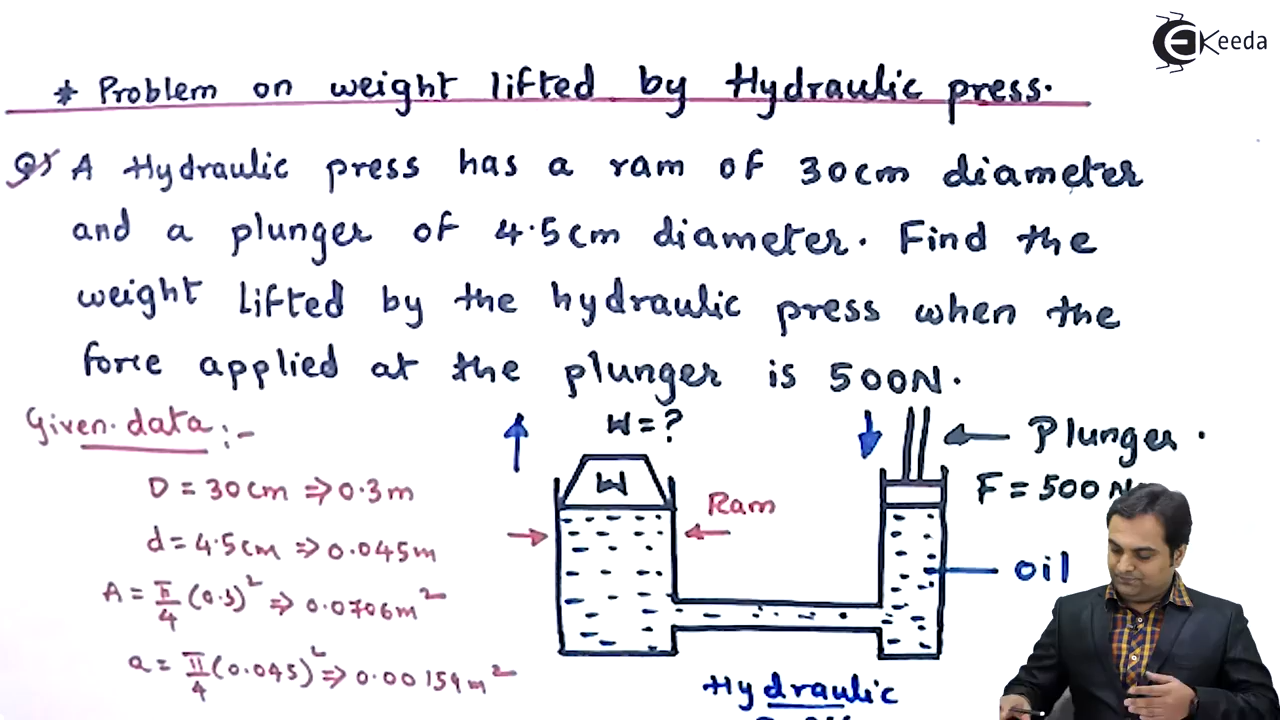 EKeeda
* Problem on weight lifted by Hydraulic press.
Q) A Hydraulic press has a ram of 30cm diameter
and a plunger of 4.5cm diameter. Find the
weight lifted by the hydraulic press when the
force applied at the plunger is 500N.
Given data :-
D = 30cm ⇒ 0.3m
d = 4.5cm ⇒ 0.045m
A = π/4 (0.3)² ⇒ 0.0706m²
a = π/4 (0.045)² ⇒ 0.00159m²
W = ?
W
Ram
Plunger.
F = 500N
oil
Hydraulic